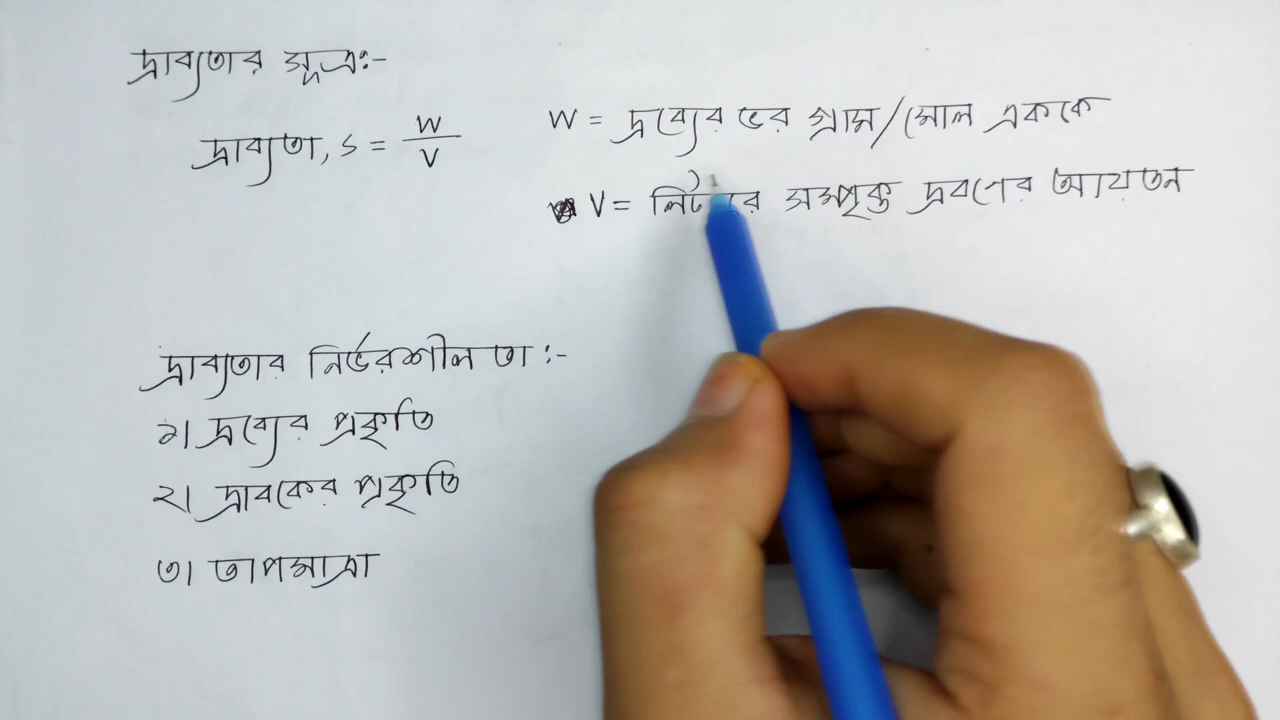 দ্রাব্যতার সূত্রঃ-
দ্রাব্যতা, S = W/V
W = দ্রব্যের ভর গ্রাম/মোল এককে
V = লিটারে সম্পৃক্ত দ্রবণের আয়তন
দ্রাব্যতার নির্ভরশীলতা :-
১। দ্রব্যের প্রকৃতি
২। দ্রাবকের প্রকৃতি
৩। তাপমাত্রা